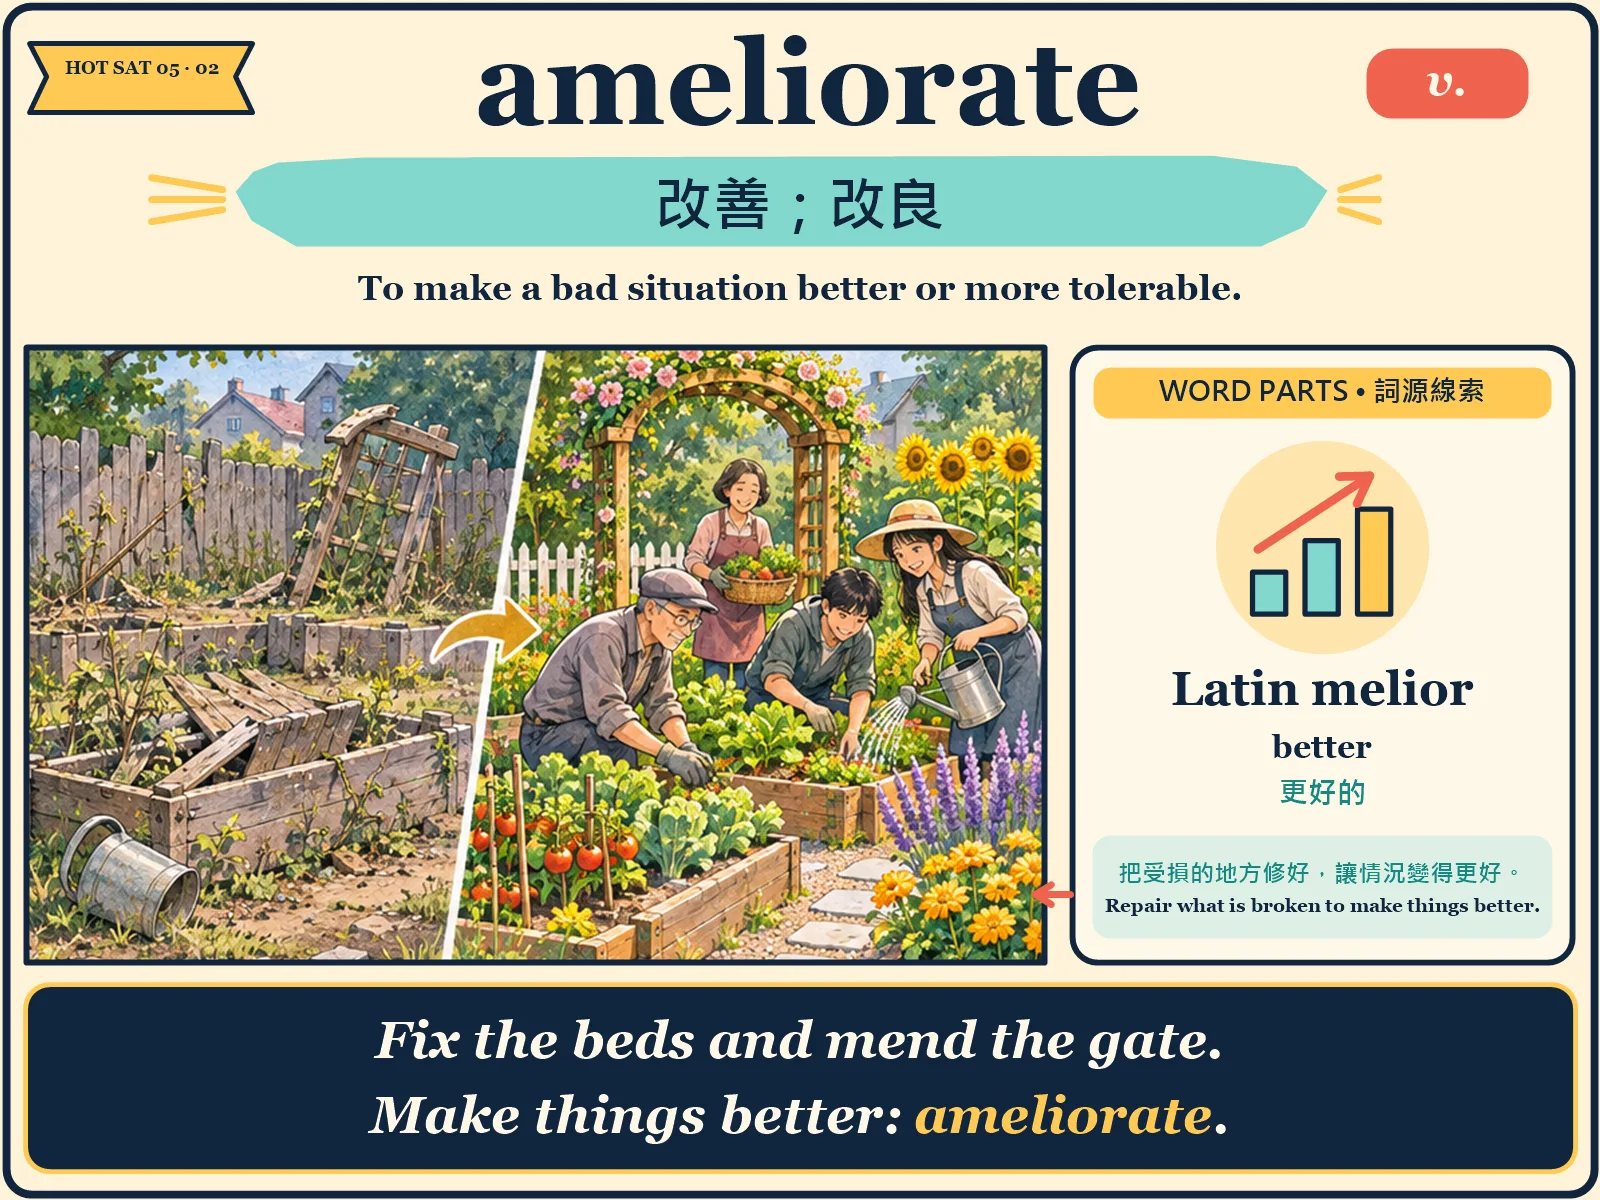 HOT SAT 05 · 02
ameliorate
v.
改善；改良
To make a bad situation better or more tolerable.
WORD PARTS • 詞源線索
Latin melior
better
更好的
把受損的地方修好，讓情況變得更好。
Repair what is broken to make things better.
Fix the beds and mend the gate.
Make things better: ameliorate.